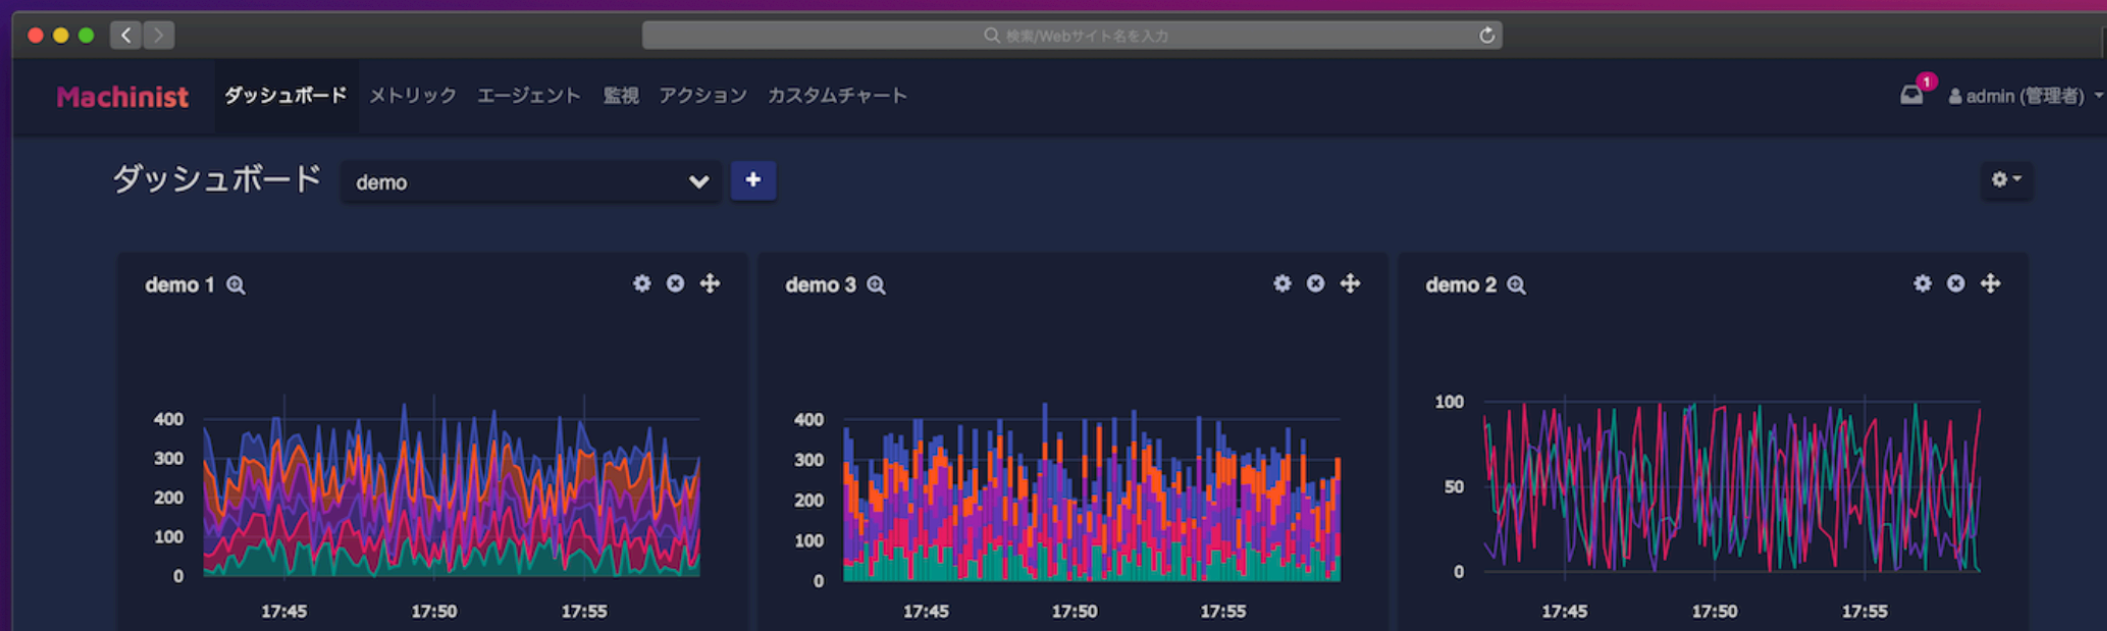 検索/Webサイト名を入力
Machinist ダッシュボード メトリック エージェント 監視 アクション カスタムチャート 1 admin (管理者)
ダッシュボード demo +
demo 1
400
300
200
100
0
17:45 17:50 17:55
demo 3
400
300
200
100
0
17:45 17:50 17:55
demo 2
100
50
0
17:45 17:50 17:55